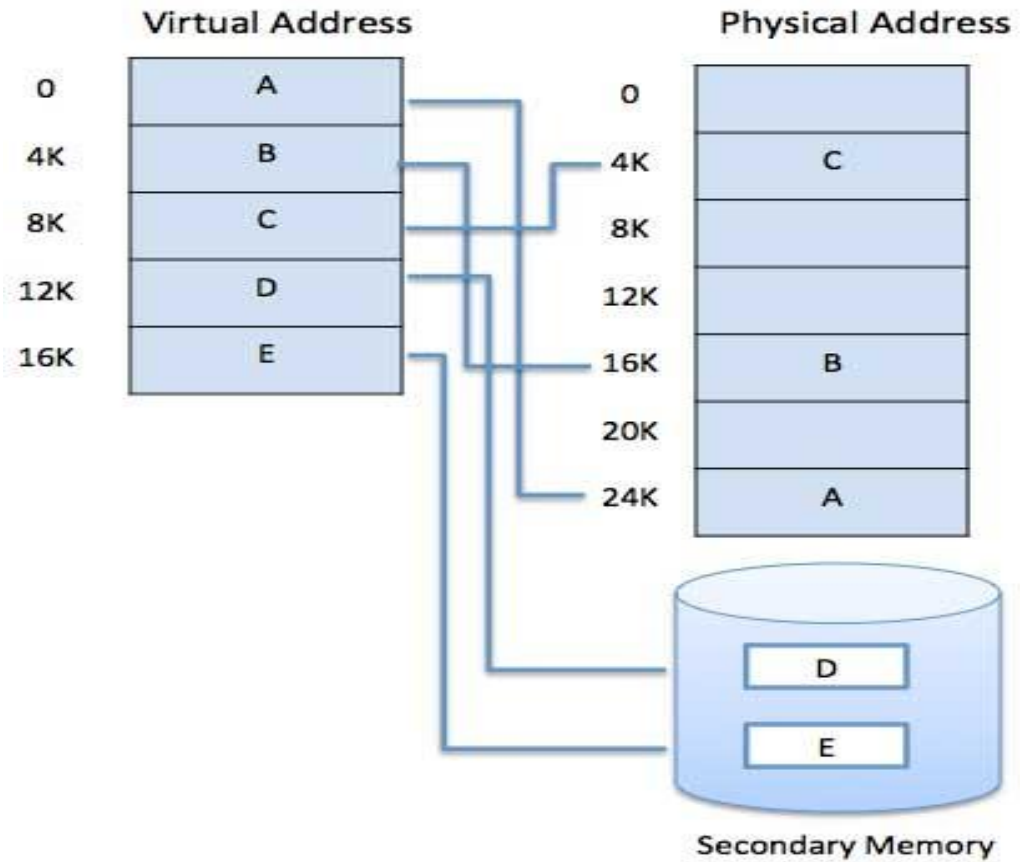 Virtual Address
0
A
4K
B
8K
C
12K
D
16K
E
Physical Address
0
4K
C
8K
12K
16K
B
20K
24K
A
D
E
Secondary Memory